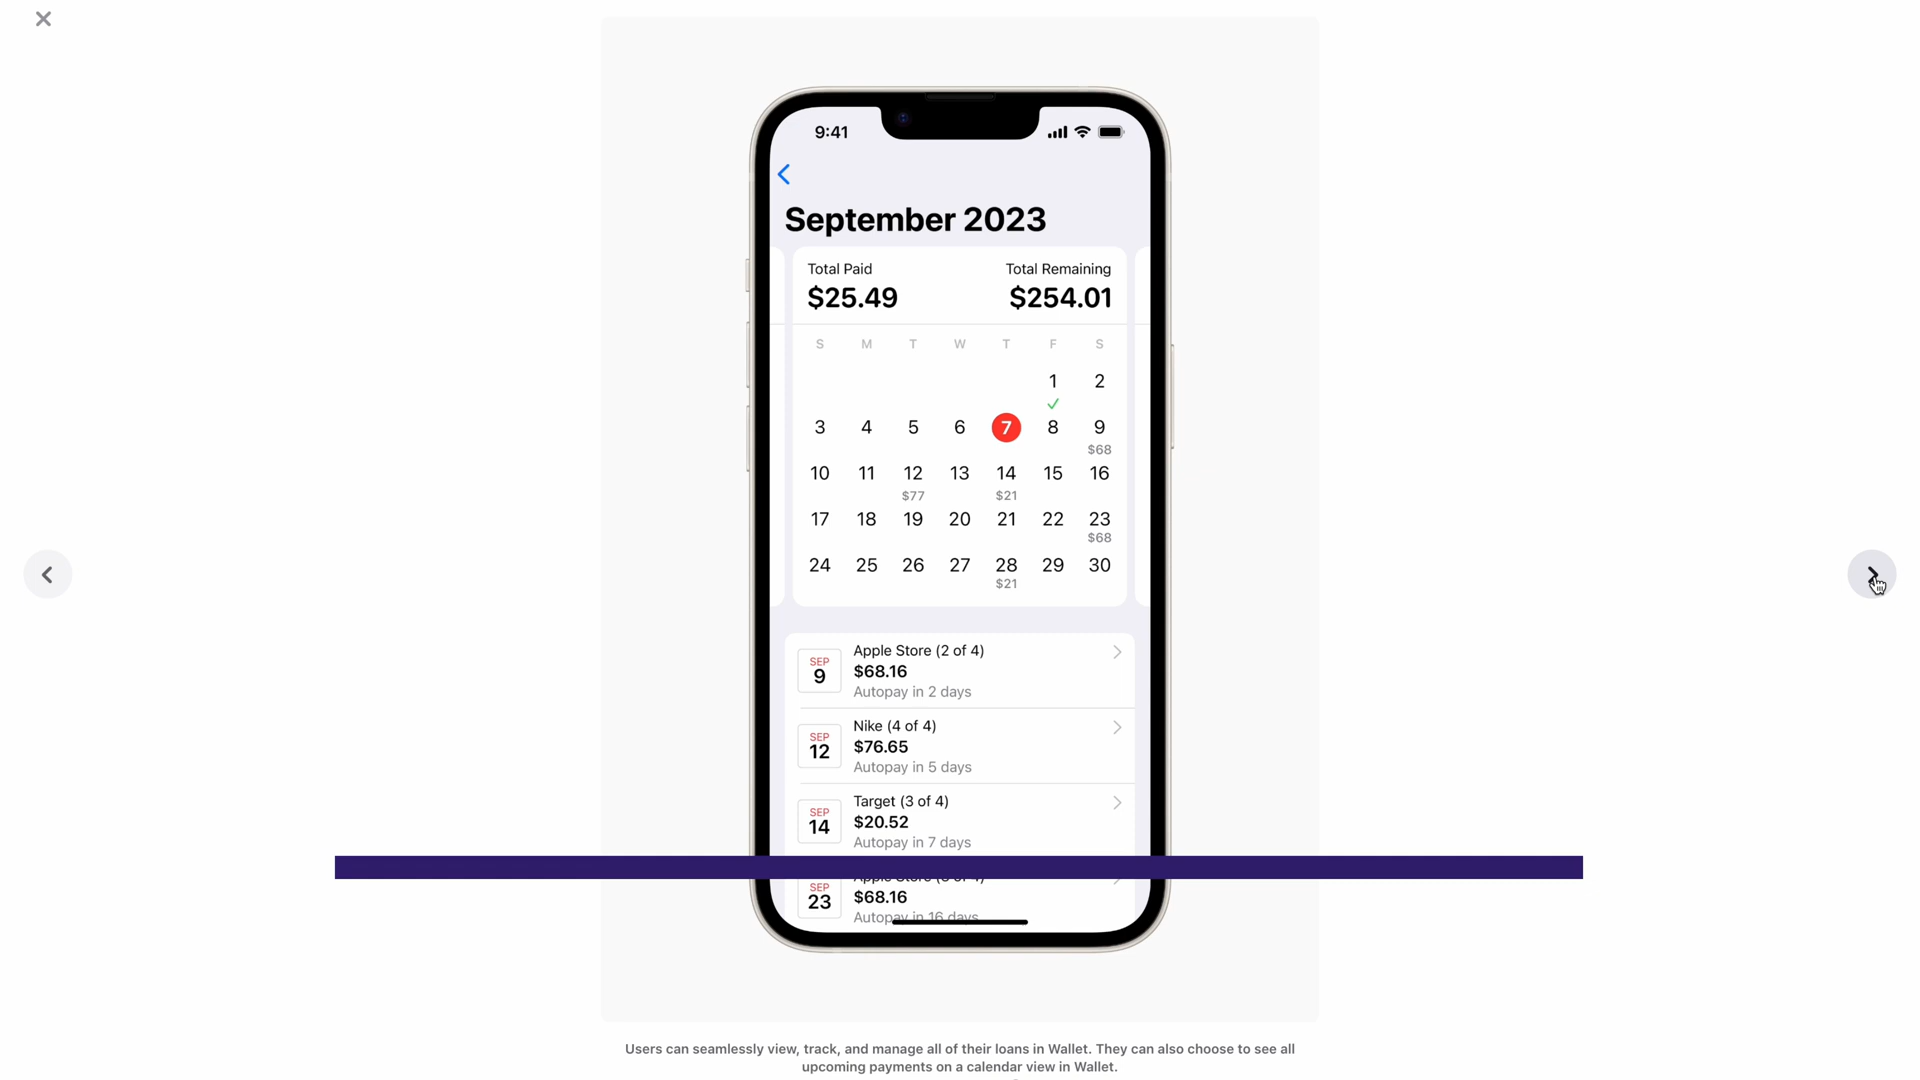 9:41
September 2023
Total Paid Total Remaining
$25.49 $254.01
S M T W T F S
1 2
3 4 5 6 7 8 9
$68
10 11 12 13 14 15 16
$77 $21
17 18 19 20 21 22 23
$68
24 25 26 27 28 29 30
$21
Apple Store (2 of 4)
SEP
9
$68.16
Autopay in 2 days
Nike (4 of 4)
SEP
12
$76.65
Autopay in 5 days
Target (3 of 4)
SEP
14
$20.52
Autopay in 7 days
SEP
23
$68.16
Autopay in 16 days
Users can seamlessly view, track, and manage all of their loans in Wallet. They can also choose to see all
upcoming payments on a calendar view in Wallet.